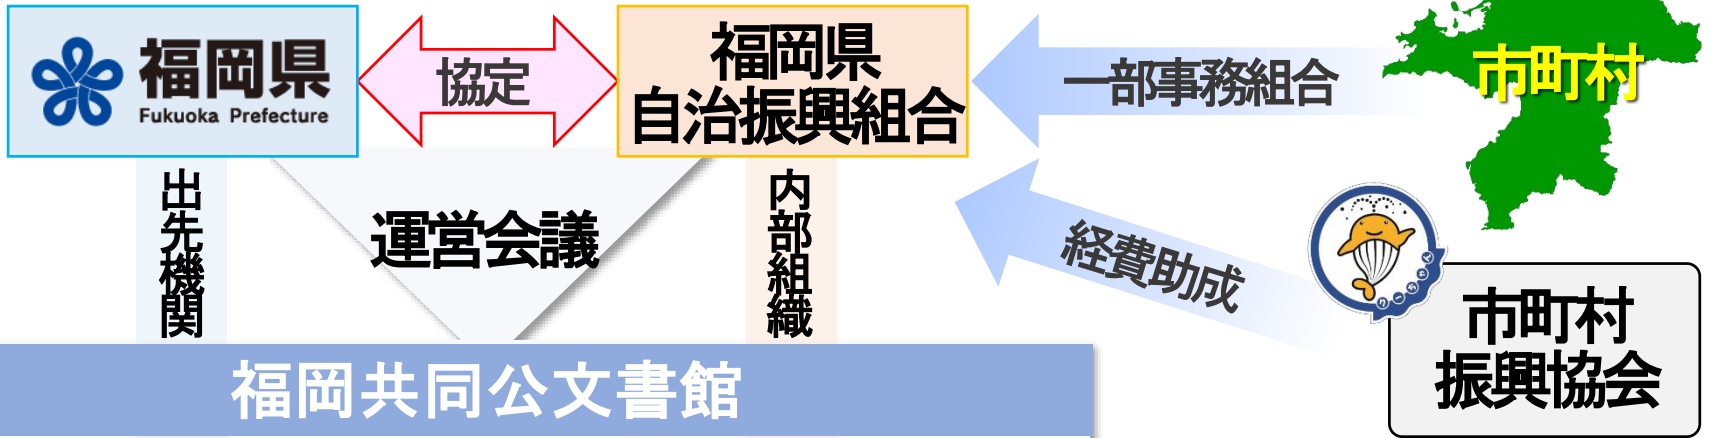 福岡県
Fukuoka Prefecture
協定
福岡県
自治振興組合
一部事務組合
市町村
出先機関
運営会議
内部組織
経費助成
市町村
振興協会
福岡共同公文書館